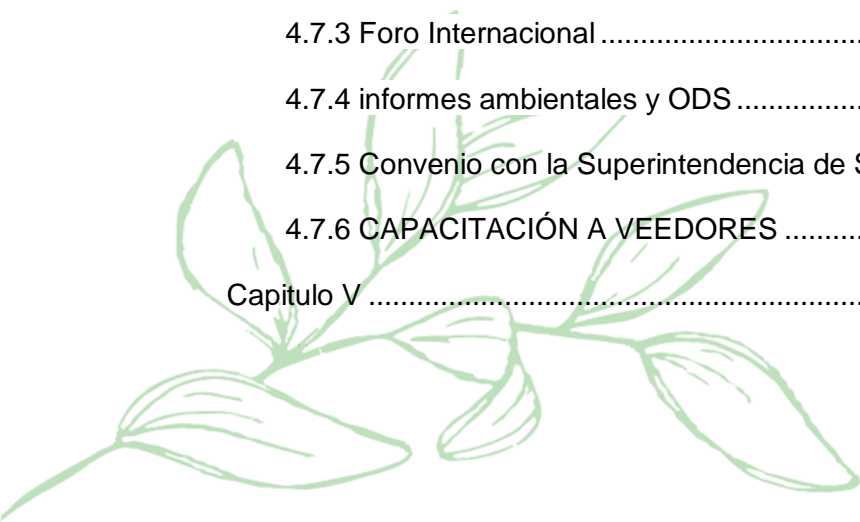 4.7.3 Foro Internacional ................................
4.7.4 informes ambientales y ODS ................
4.7.5 Convenio con la Superintendencia de
4.7.6 CAPACITACIÓN A VEEDORES ..........
Capitulo V ..............................................................